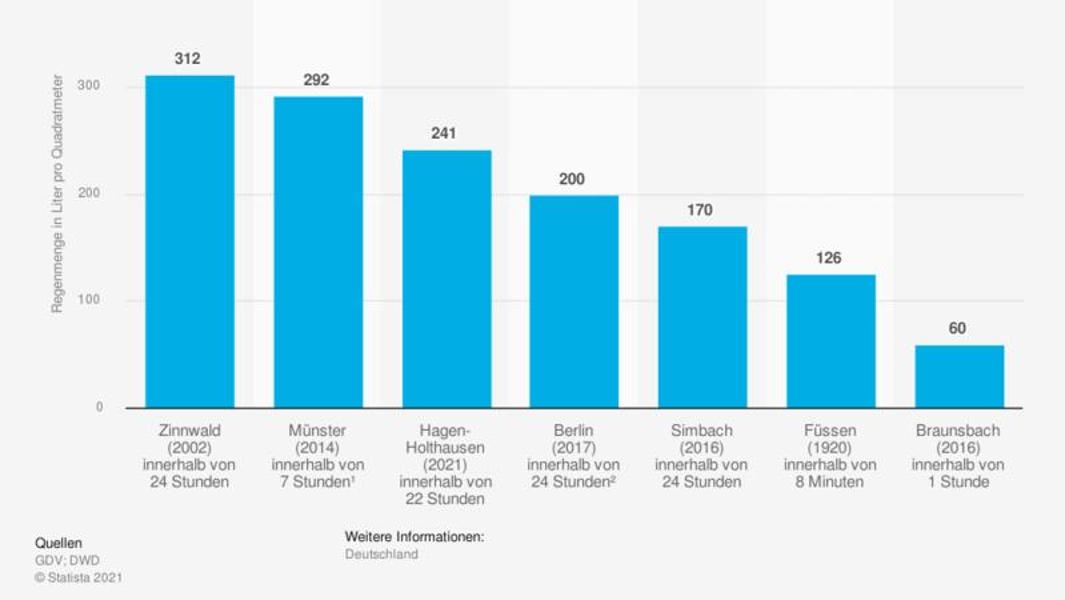 Regenmenge in Liter pro Quadratmeter
300
200
100
0
312
292
241
200
170
126
60
Zinnwald
(2002)
innerhalb von
24 Stunden
Münster
(2014)
innerhalb von
7 Stunden¹
Hagen-
Holthausen
(2021)
innerhalb von
22 Stunden
Berlin
(2017)
innerhalb von
24 Stunden²
Simbach
(2016)
innerhalb von
24 Stunden
Füssen
(1920)
innerhalb von
8 Minuten
Braunsbach
(2016)
innerhalb von
1 Stunde
Quellen
GDV; DWD
© Statista 2021
Weitere Informationen:
Deutschland